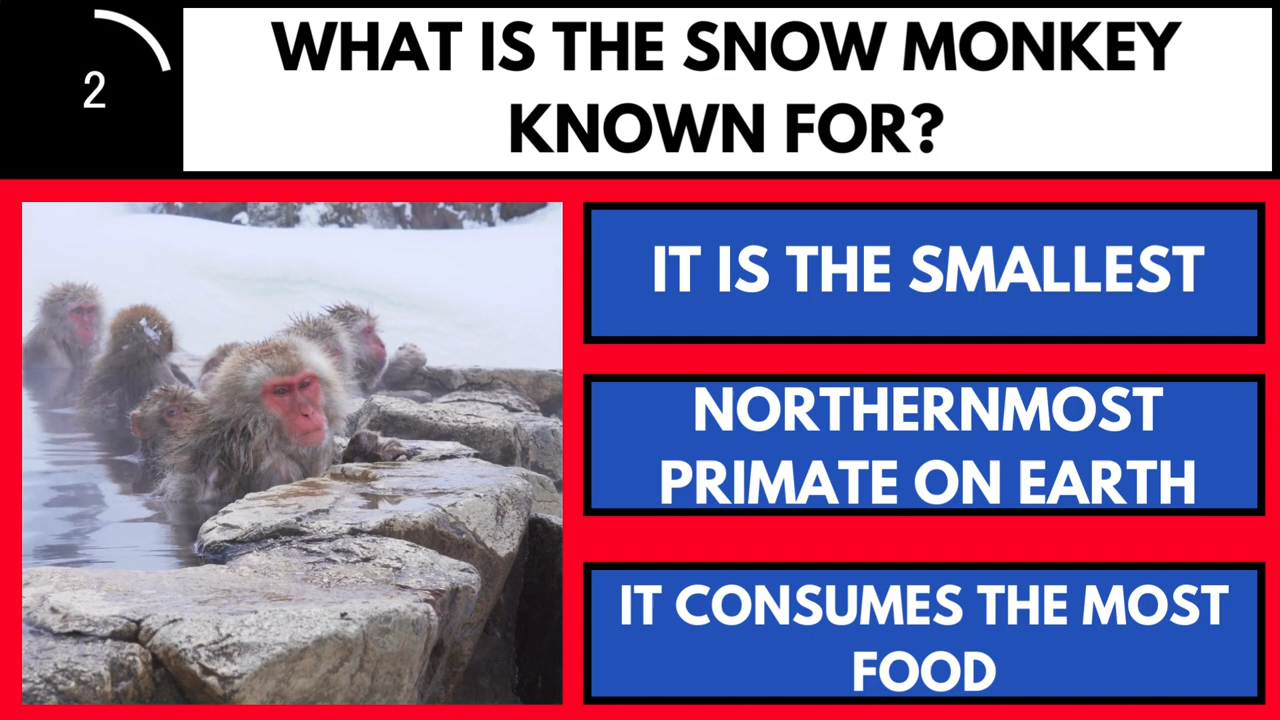 2
WHAT IS THE SNOW MONKEY
KNOWN FOR?
IT IS THE SMALLEST
NORTHERNMOST
PRIMATE ON EARTH
IT CONSUMES THE MOST
FOOD